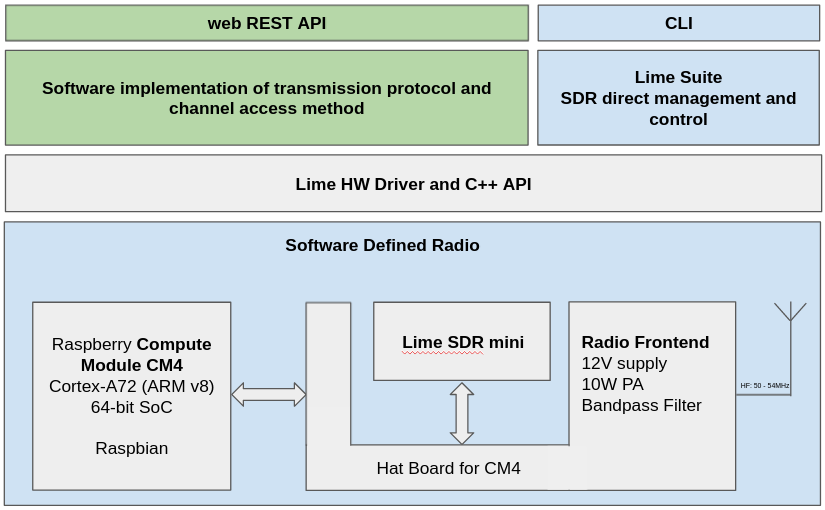 web REST API
CLI
Software implementation of transmission protocol and
channel access method
Lime Suite
SDR direct management and
control
Lime HW Driver and C++ API
Software Defined Radio
Raspberry Compute
Module CM4
Cortex-A72 (ARM v8)
64-bit SoC
Raspbian
Lime SDR mini
Radio Frontend
12V supply
10W PA
Bandpass Filter
HF: 50 - 54MHz
Hat Board for CM4